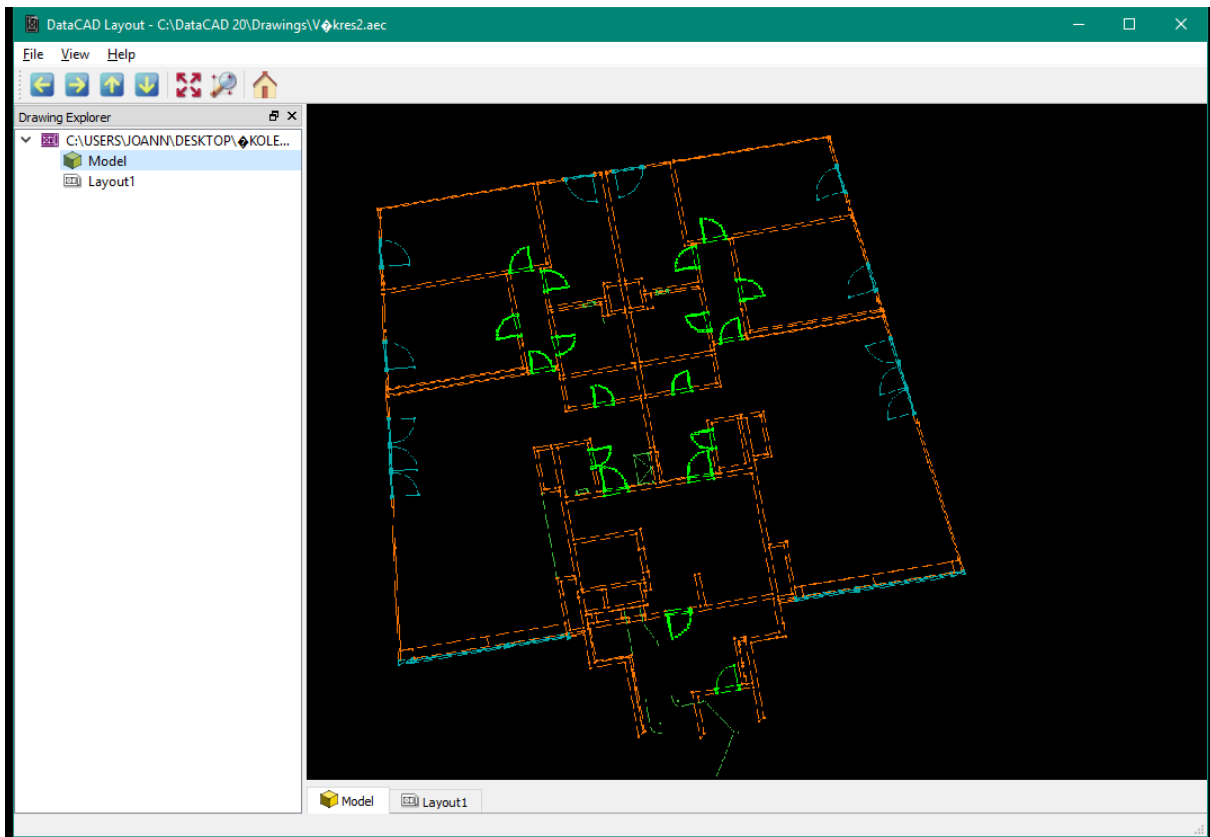 DataCAD Layout - C:\DataCAD 20\Drawings\V�kres2.aec
File View Help
Drawing Explorer
C:\USERS\JOANN\DESKTOP\�KOLE...
Model
Layout1
Model Layout1